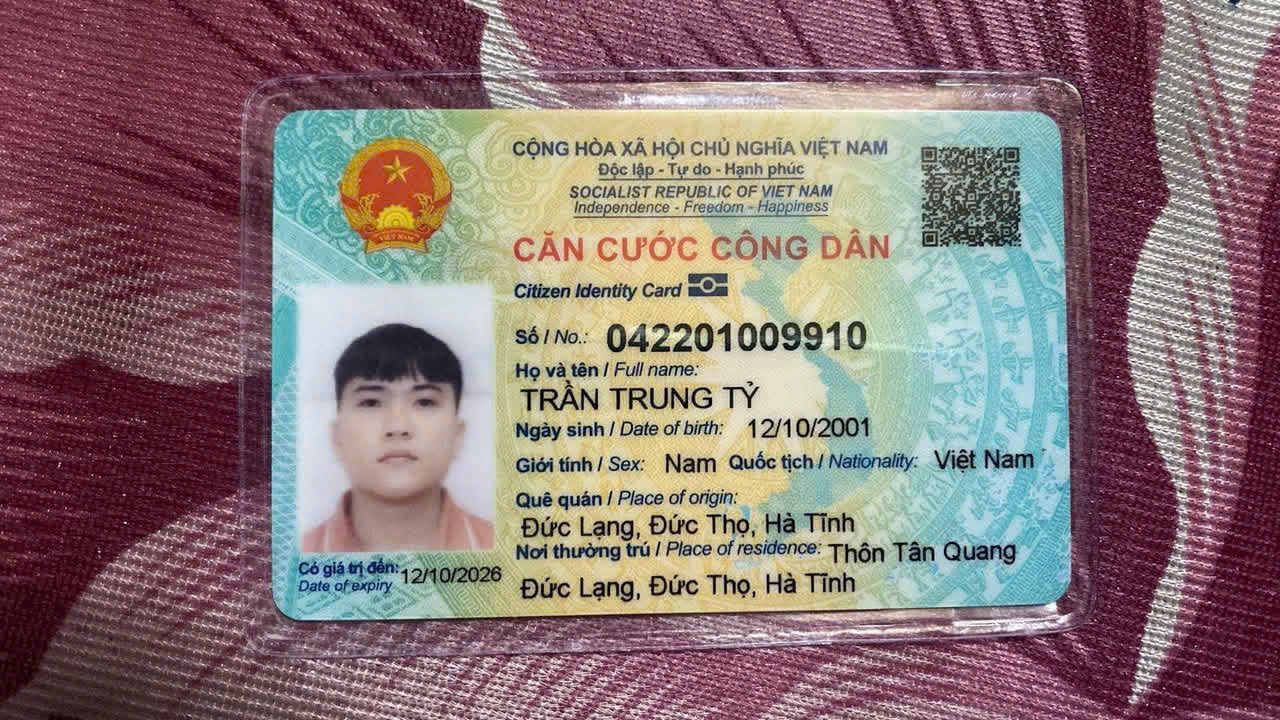 CỘNG HÒA XÃ HỘI CHỦ NGHĨA VIỆT NAM
Độc lập - Tự do - Hạnh phúc
SOCIALIST REPUBLIC OF VIET NAM
Independence - Freedom - Happiness
CĂN CƯỚC CÔNG DÂN
Citizen Identity Card
Số / No.: 042201009910
Họ và tên / Full name:
TRẦN TRUNG TỶ
Ngày sinh / Date of birth: 12/10/2001
Giới tính / Sex: Nam Quốc tịch / Nationality: Việt Nam
Quê quán / Place of origin:
Đức Lạng, Đức Thọ, Hà Tĩnh
Nơi thường trú / Place of residence: Thôn Tân Quang
Đức Lạng, Đức Thọ, Hà Tĩnh
Có giá trị đến: 12/10/2026
Date of expiry
VIỆT NAM